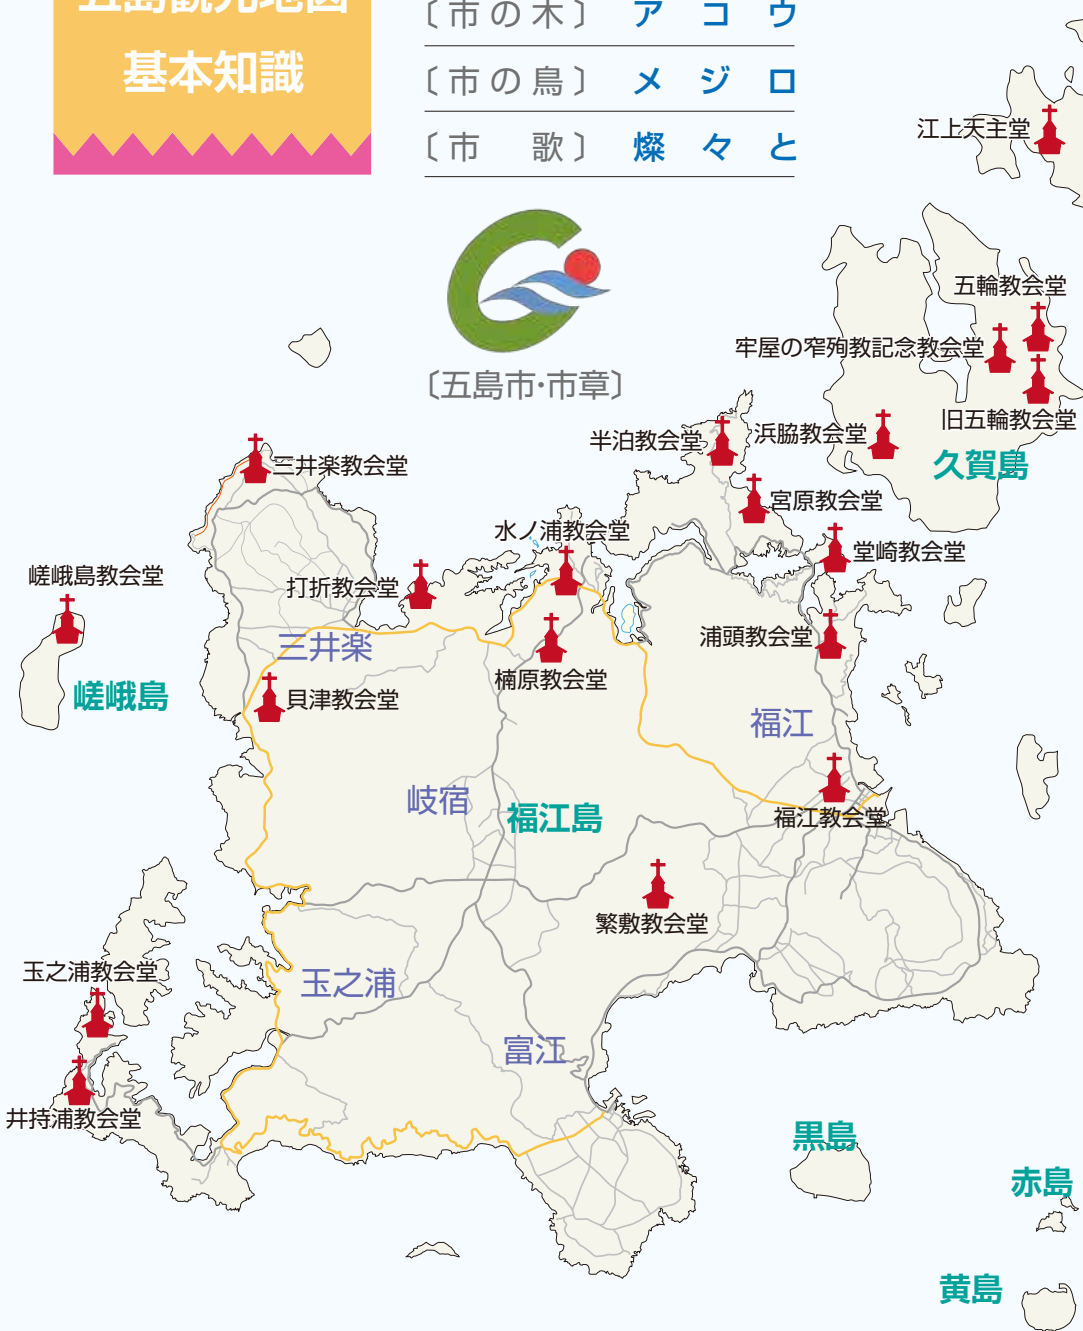 五島観光地図
基本知識
〔市の木〕 アコウ
〔市の鳥〕 メジロ
〔市 歌〕 燦々と
〔五島市・市章〕
江上天主堂
五輪教会堂
牢屋の窄殉教記念教会堂
旧五輪教会堂
半泊教会堂
浜脇教会堂
久賀島
三井楽教会堂
宮原教会堂
水ノ浦教会堂
堂崎教会堂
嵯峨島教会堂
打折教会堂
浦頭教会堂
三井楽
楠原教会堂
嵯峨島
貝津教会堂
福江
岐宿
福江島
福江教会堂
繁敷教会堂
玉之浦教会堂
玉之浦
富江
井持浦教会堂
黒島
赤島
黄島